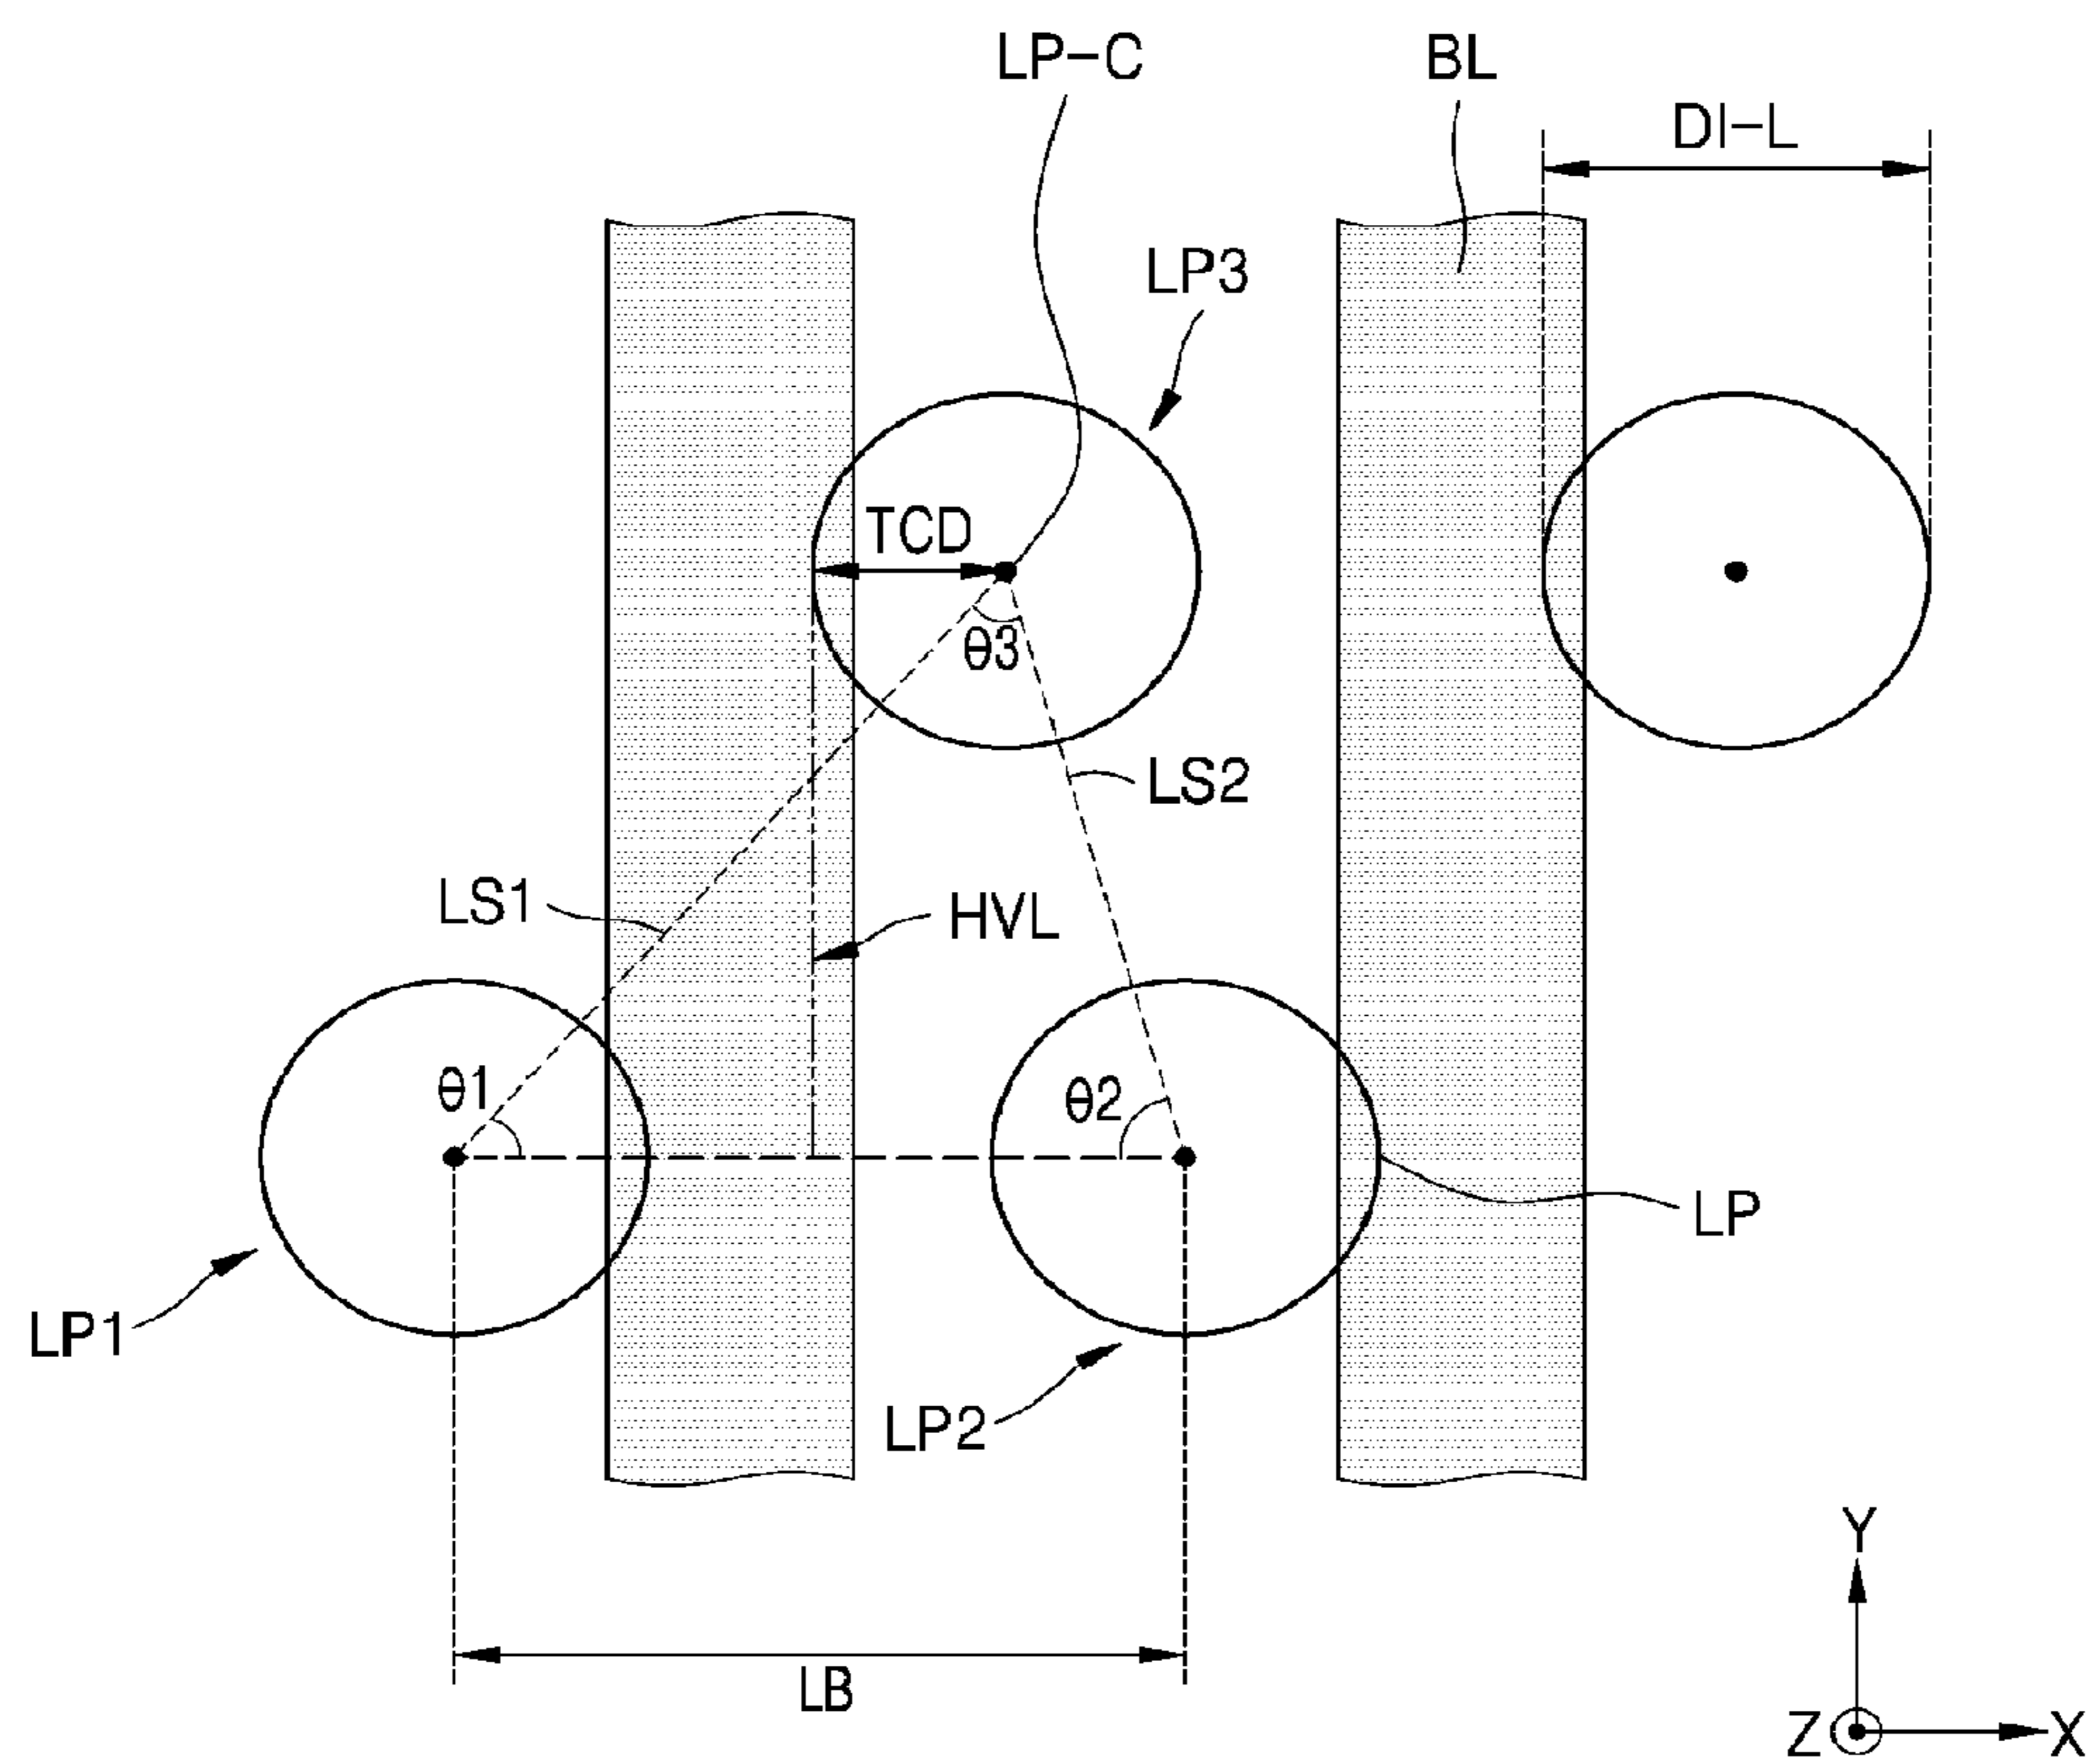 LP-C
BL
DI-L
LP3
TCD
θ3
LS2
LS1
HVL
θ1
θ2
LP
LP1
LP2
LB
Y
Z
X